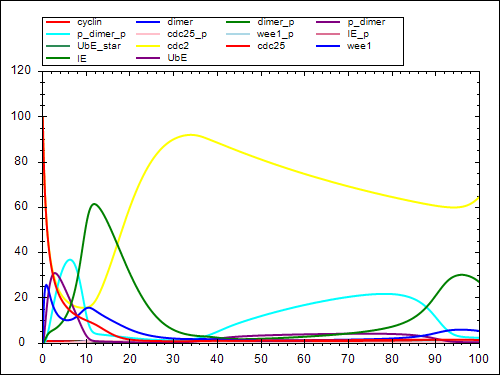 cyclin dimer dimer_p p_dimer
p_dimer_p cdc25_p wee1_p IE_p
UbE_star cdc2 cdc25 wee1
IE UbE
120
100
80
60
40
20
0
0 10 20 30 40 50 60 70 80 90 100